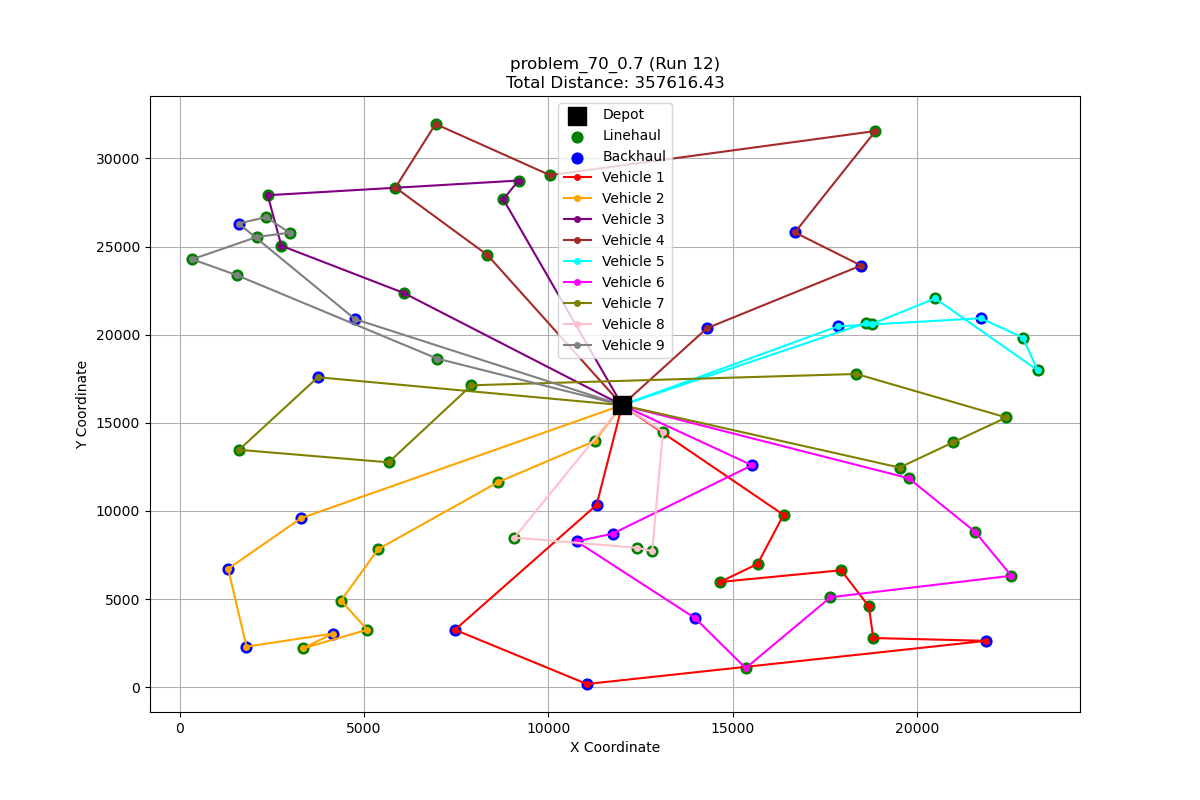 problem_70_0.7 (Run 12)
Total Distance: 357616.43
Depot
Linehaul
Backhaul
Vehicle 1
Vehicle 2
Vehicle 3
Vehicle 4
Vehicle 5
Vehicle 6
Vehicle 7
Vehicle 8
Vehicle 9
30000
25000
20000
15000
10000
5000
0
Y Coordinate
0 5000 10000 15000 20000
X Coordinate